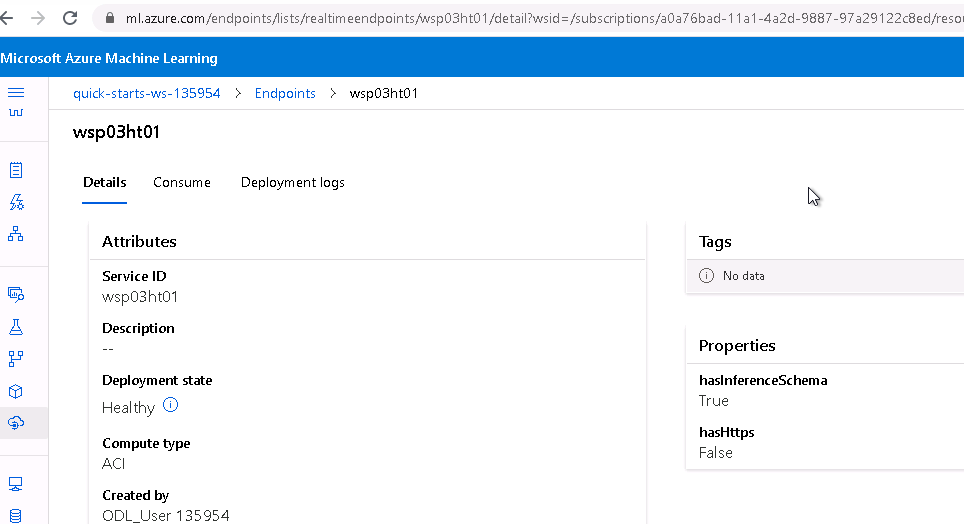 ml.azure.com/endpoints/lists/realtimeendpoints/wsp03ht01/detail?wsid=/subscriptions/a0a76bad-11a1-4a2d-9887-97a29122c8ed/resou
Microsoft Azure Machine Learning
quick-starts-ws-135954 > Endpoints > wsp03ht01
wsp03ht01
Details Consume Deployment logs
Attributes
Service ID
wsp03ht01
Description
--
Deployment state
Healthy
Compute type
ACI
Created by
ODL_User 135954
Tags
No data
Properties
hasInferenceSchema
True
hasHttps
False